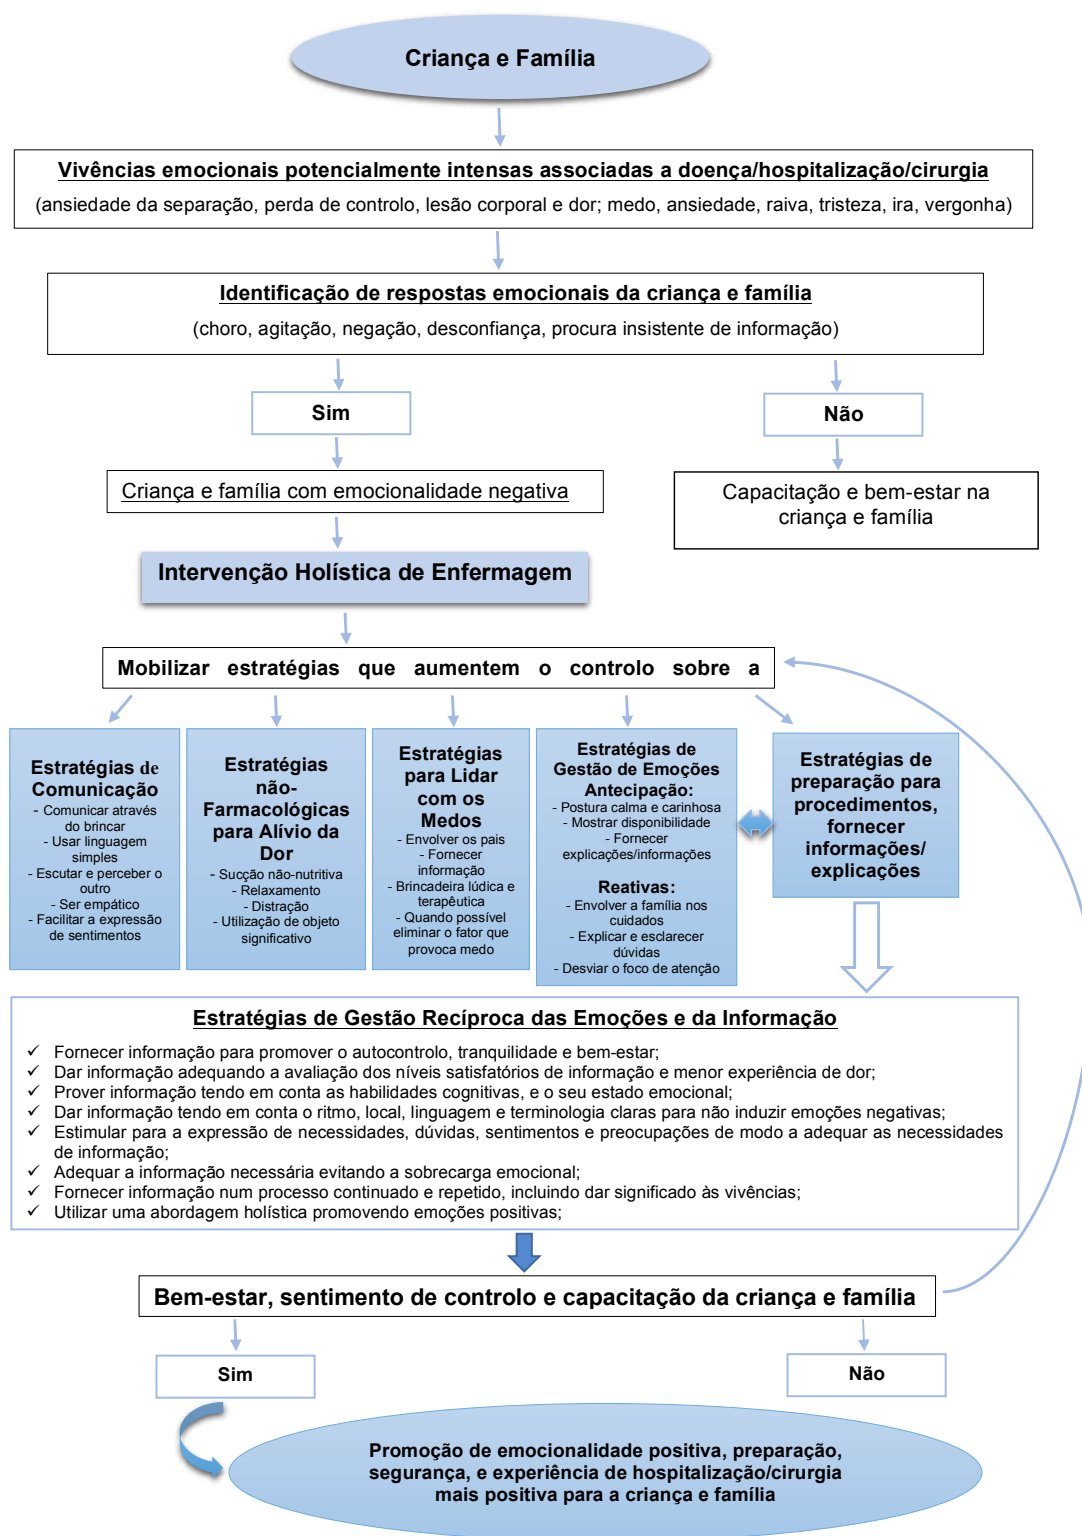 Criança e Família
Vivências emocionais potencialmente intensas associadas a doença/hospitalização/cirurgia
(ansiedade da separação, perda de controlo, lesão corporal e dor; medo, ansiedade, raiva, tristeza, ira, vergonha)
Identificação de respostas emocionais da criança e família
(choro, agitação, negação, desconfiança, procura insistente de informação)
Sim
Não
Criança e família com emocionalidade negativa
Capacitação e bem-estar na
criança e família
Intervenção Holística de Enfermagem
Mobilizar estratégias que aumentem o controlo sobre a
Estratégias de
Comunicação
- Comunicar através
do brincar
- Usar linguagem
simples
- Escutar e perceber o
outro
- Ser empático
- Facilitar a expressão
de sentimentos
Estratégias
não-
Farmacológicas
para Alívio da
Dor
- Sucção não-nutritiva
- Relaxamento
- Distração
- Utilização de objeto
significativo
Estratégias
para Lidar
com os
Medos
- Envolver os pais
- Fornecer
informação
- Brincadeira lúdica e
terapêutica
- Quando possível
eliminar o fator que
provoca medo
Estratégias de
Gestão de Emoções
Antecipação:
- Postura calma e carinhosa
- Mostrar disponibilidade
- Fornecer
explicações/informações
Reativas:
- Envolver a família nos
cuidados
- Explicar e esclarecer
dúvidas
- Desviar o foco de atenção
Estratégias de
preparação para
procedimentos,
fornecer
informações/
explicações
Estratégias de Gestão Recíproca das Emoções e da Informação
✓ Fornecer informação para promover o autocontrolo, tranquilidade e bem-estar;
✓ Dar informação adequando a avaliação dos níveis satisfatórios de informação e menor experiência de dor;
✓ Prover informação tendo em conta as habilidades cognitivas, e o seu estado emocional;
✓ Dar informação tendo em conta o ritmo, local, linguagem e terminologia claras para não induzir emoções negativas;
✓ Estimular para a expressão de necessidades, dúvidas, sentimentos e preocupações de modo a adequar as necessidades
de informação;
✓ Adequar a informação necessária evitando a sobrecarga emocional;
✓ Fornecer informação num processo continuado e repetido, incluindo dar significado às vivências;
✓ Utilizar uma abordagem holística promovendo emoções positivas;
Bem-estar, sentimento de controlo e capacitação da criança e família
Sim
Não
Promoção de emocionalidade positiva, preparação,
segurança, e experiência de hospitalização/cirurgia
mais positiva para a criança e família